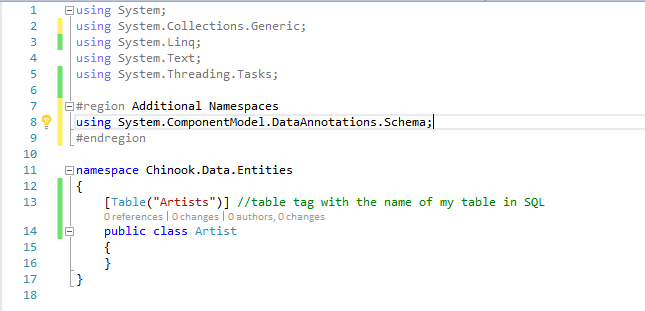 1 using System;
2 using System.Collections.Generic;
3 using System.Linq;
4 using System.Text;
5 using System.Threading.Tasks;
6
7 #region Additional Namespaces
8 using System.ComponentModel.DataAnnotations.Schema;
9 #endregion
10
11 namespace Chinook.Data.Entities
12 {
13 [Table("Artists")] //table tag with the name of my table in SQL
0 references | 0 changes | 0 authors, 0 changes
14 public class Artist
15 {
16 }
17 }
18